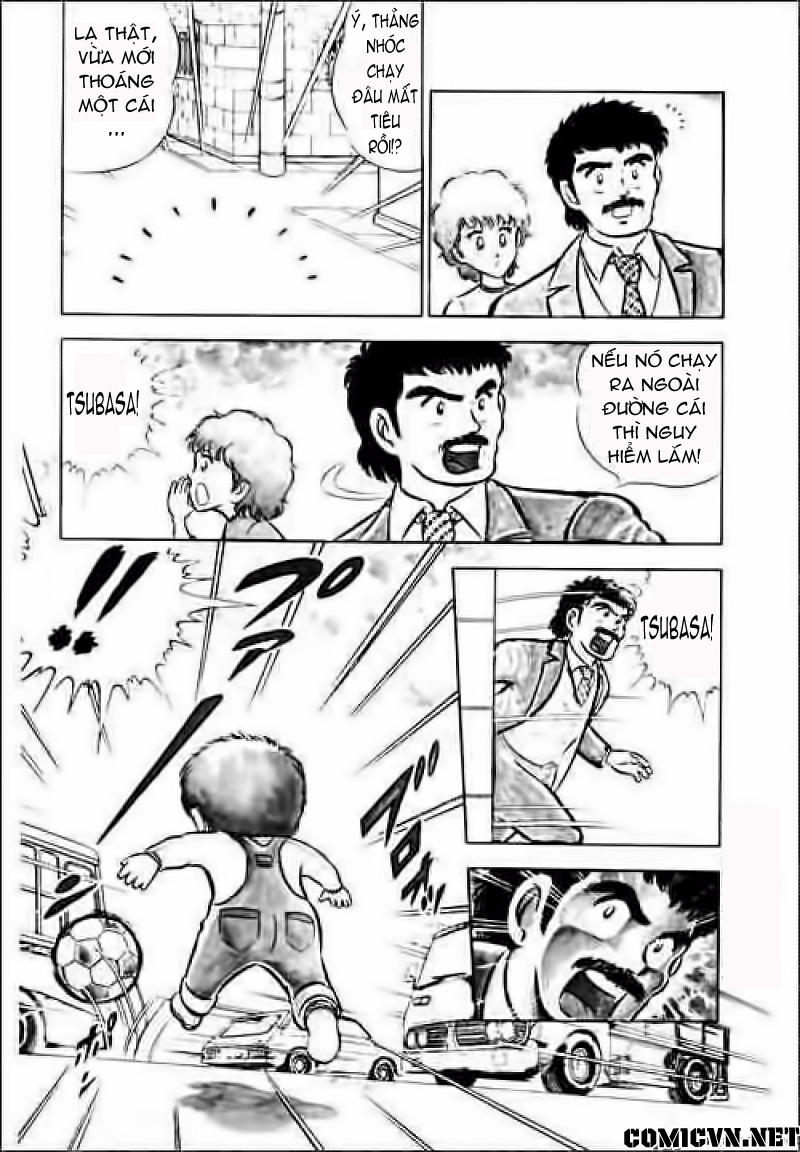 LẠ THẬT,
VỪA MỚI
THOÁNG
MỘT CÁI
...
Ý, THẰNG
NHÓC
CHẠY
ĐÂU MẤT
TIÊU
RỒI!?
TSUBASA!
NẾU NÓ CHẠY
RA NGOÀI
ĐƯỜNG CÁI
THÌ NGUY
HIỂM LẮM!
!!
TSUBASA!
COMICVN.NET